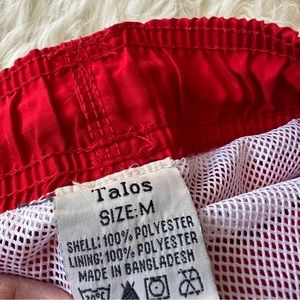 Talos
SIZE:M
SHELL: 100% POLYESTER
LINING: 100% POLYESTER
MADE IN BANGLADESH